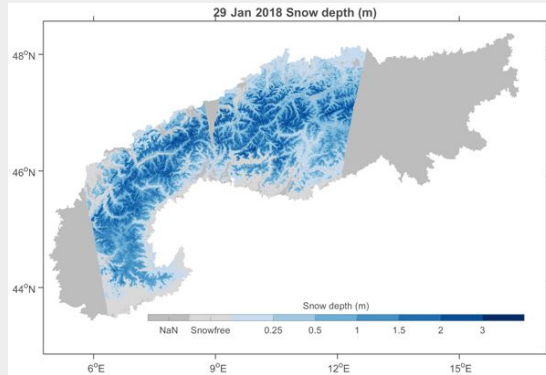 29 Jan 2018 Snow depth (m)
48°N
46°N
44°N
Snow depth (m)
NaN Snowfree 0.25 0.5 1 1.5 2 3
6°E 9°E 12°E 15°E